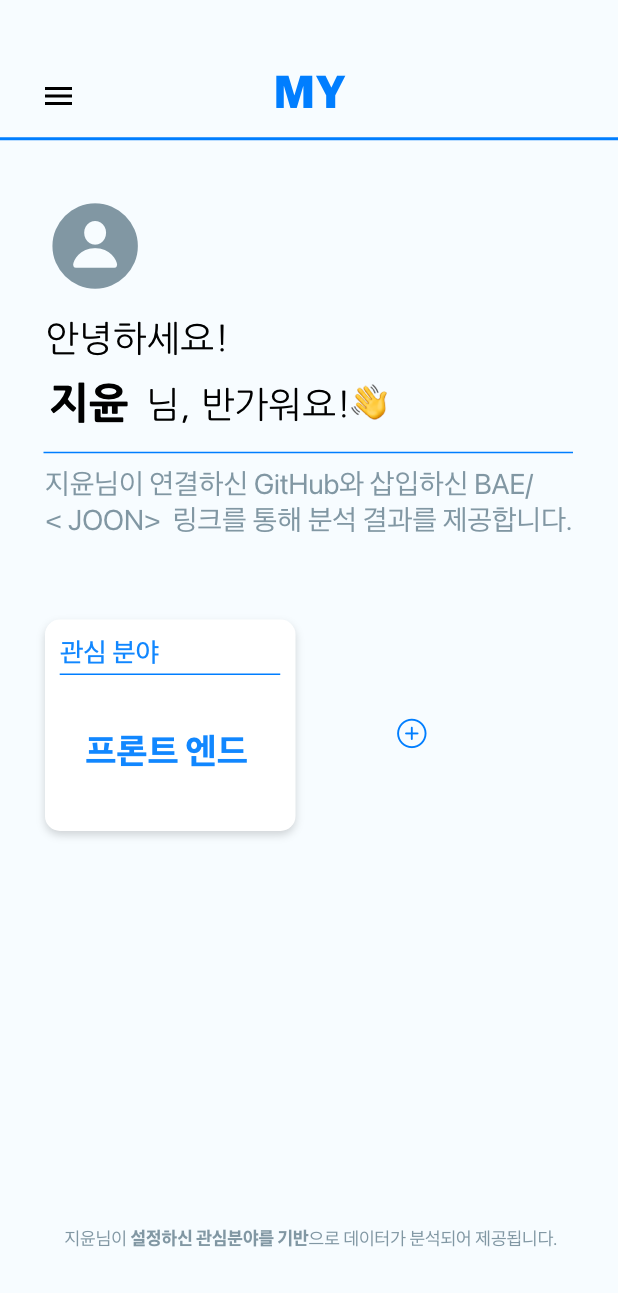 MY
안녕하세요!
지윤 님, 반가워요!👋
지윤님이 연결하신 GitHub와 삽입하신 BAE/
< JOON> 링크를 통해 분석 결과를 제공합니다.
관심 분야
프론트 엔드
지윤님이 설정하신 관심분야를 기반으로 데이터가 분석되어 제공됩니다.